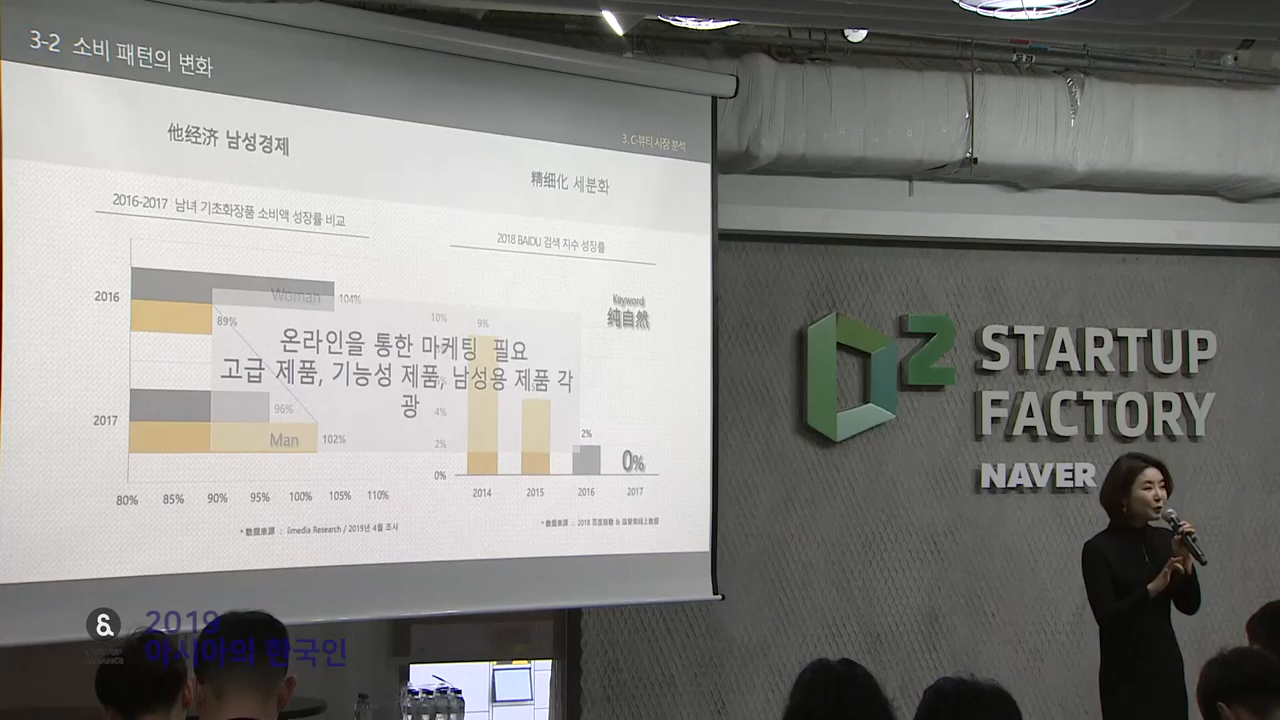 3-2 소비 패턴의 변화
3. C-뷰티 시장 분석
他经济 남성경제
2016-2017 남녀 기초화장품 소비액 성장률 비교
2016
Woman
104%
89%
2017
96%
Man
102%
80% 85% 90% 95% 100% 105% 110%
* 数据来源 : iimedia Research / 2019년 4월 조사
精细化 세분화
2018 BAIDU 검색 지수 성장률
Keyword
纯自然
10%
9%
4%
2%
2%
0%
0%
2014 2015 2016 2017
온라인을 통한 마케팅 필요
고급 제품, 기능성 제품, 남성용 제품 각
광
D2 STARTUP
FACTORY
NAVER
&
2019
아시아의 한국인